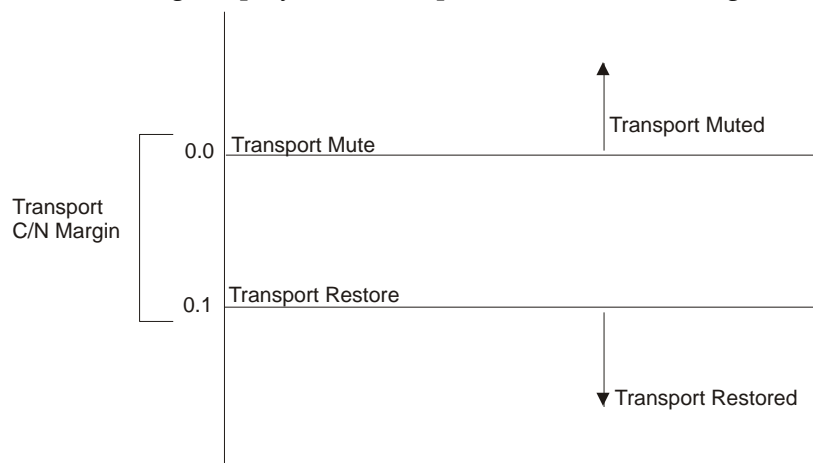 Transport Muted
0.0 Transport Mute
Transport
C/N Margin
0.1 Transport Restore
Transport Restored